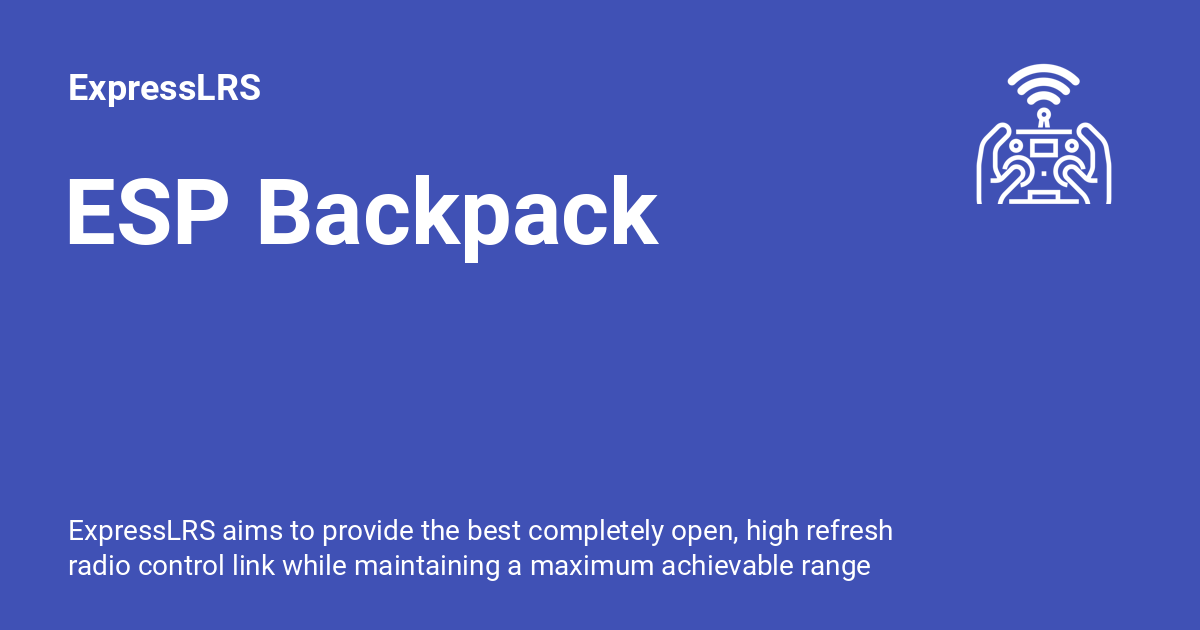 ExpressLRS
ESP Backpack
ExpressLRS aims to provide the best completely open, high refresh
radio control link while maintaining a maximum achievable range